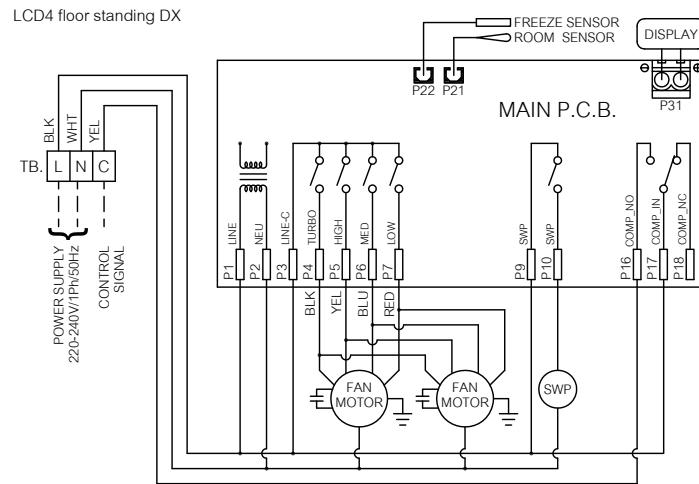 LCD4 floor standing DX
FREEZE SENSOR
ROOM SENSOR
DISPLAY
P22
P21
P31
MAIN P.C.B.
BLK
WHT
YEL
TB.
L
N
C
POWER SUPPLY
220-240V/1Ph/50Hz
CONTROL
SIGNAL
LINE
NEU
LINE-C
TURBO
HIGH
MED
LOW
SWP
SWP
COMP_NO
COMP_IN
COMP_NC
P1
P2
P3
P4
P5
P6
P7
P9
P10
P16
P17
P18
BLK
YEL
BLU
RED
FAN
MOTOR
FAN
MOTOR
SWP